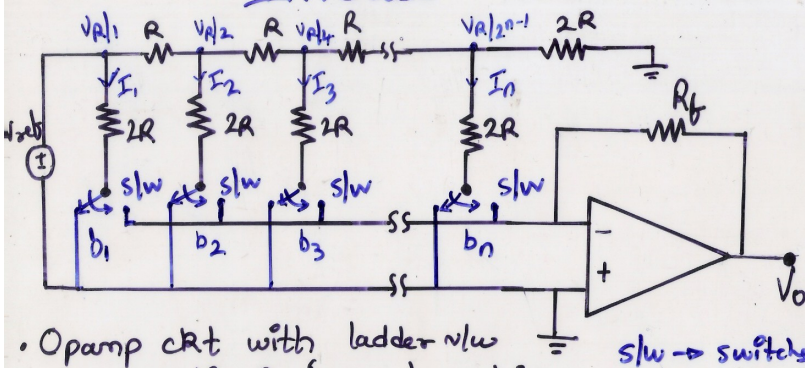 VR/1 R VR/2 R VR/4 R VR/2ⁿ⁻¹ 2R
I₁ I₂ I₃ Iₙ Rf
2R 2R 2R 2R
Vref
S/W S/W S/W S/W
b₁ b₂ b₃ bₙ
−
+
Vo
• Opamp ckt with ladder n/w
S/W → switch